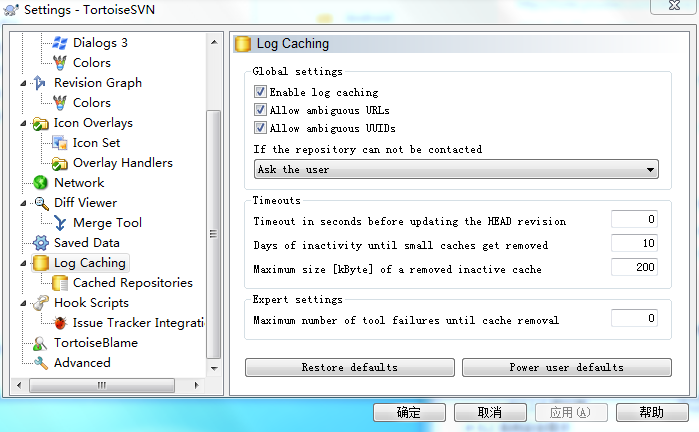 Settings - TortoiseSVN
Dialogs 3
Colors
Revision Graph
Colors
Icon Overlays
Icon Set
Overlay Handlers
Network
Diff Viewer
Merge Tool
Saved Data
Log Caching
Cached Repositories
Hook Scripts
Issue Tracker Integrati
TortoiseBlame
Advanced
Log Caching
Global settings
Enable log caching
Allow ambiguous URLs
Allow ambiguous UUIDs
If the repository can not be contacted
Ask the user
Timeouts
Timeout in seconds before updating the HEAD revision 0
Days of inactivity until small caches get removed 10
Maximum size [kByte] of a removed inactive cache 200
Expert settings
Maximum number of tool failures until cache removal 0
Restore defaults Power user defaults
确定 取消 应用(A) 帮助